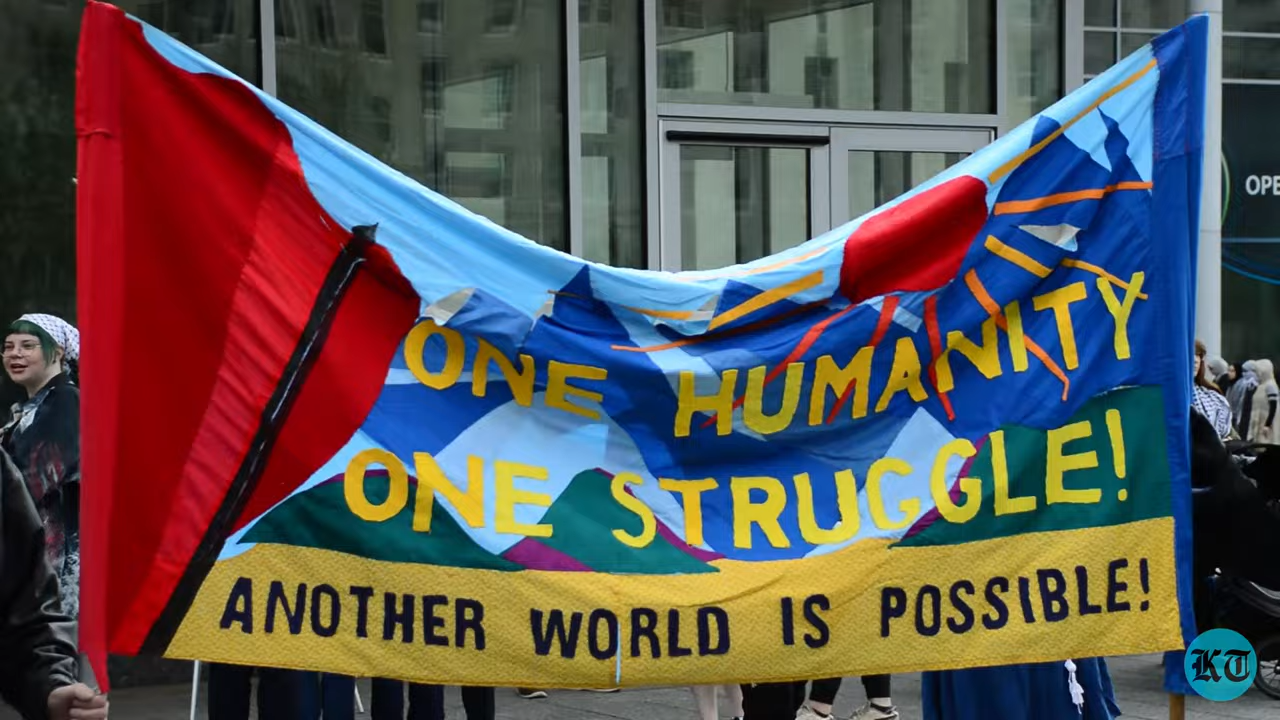 ONE HUMANITY
ONE STRUGGLE!
ANOTHER WORLD IS POSSIBLE!
OPE
KT